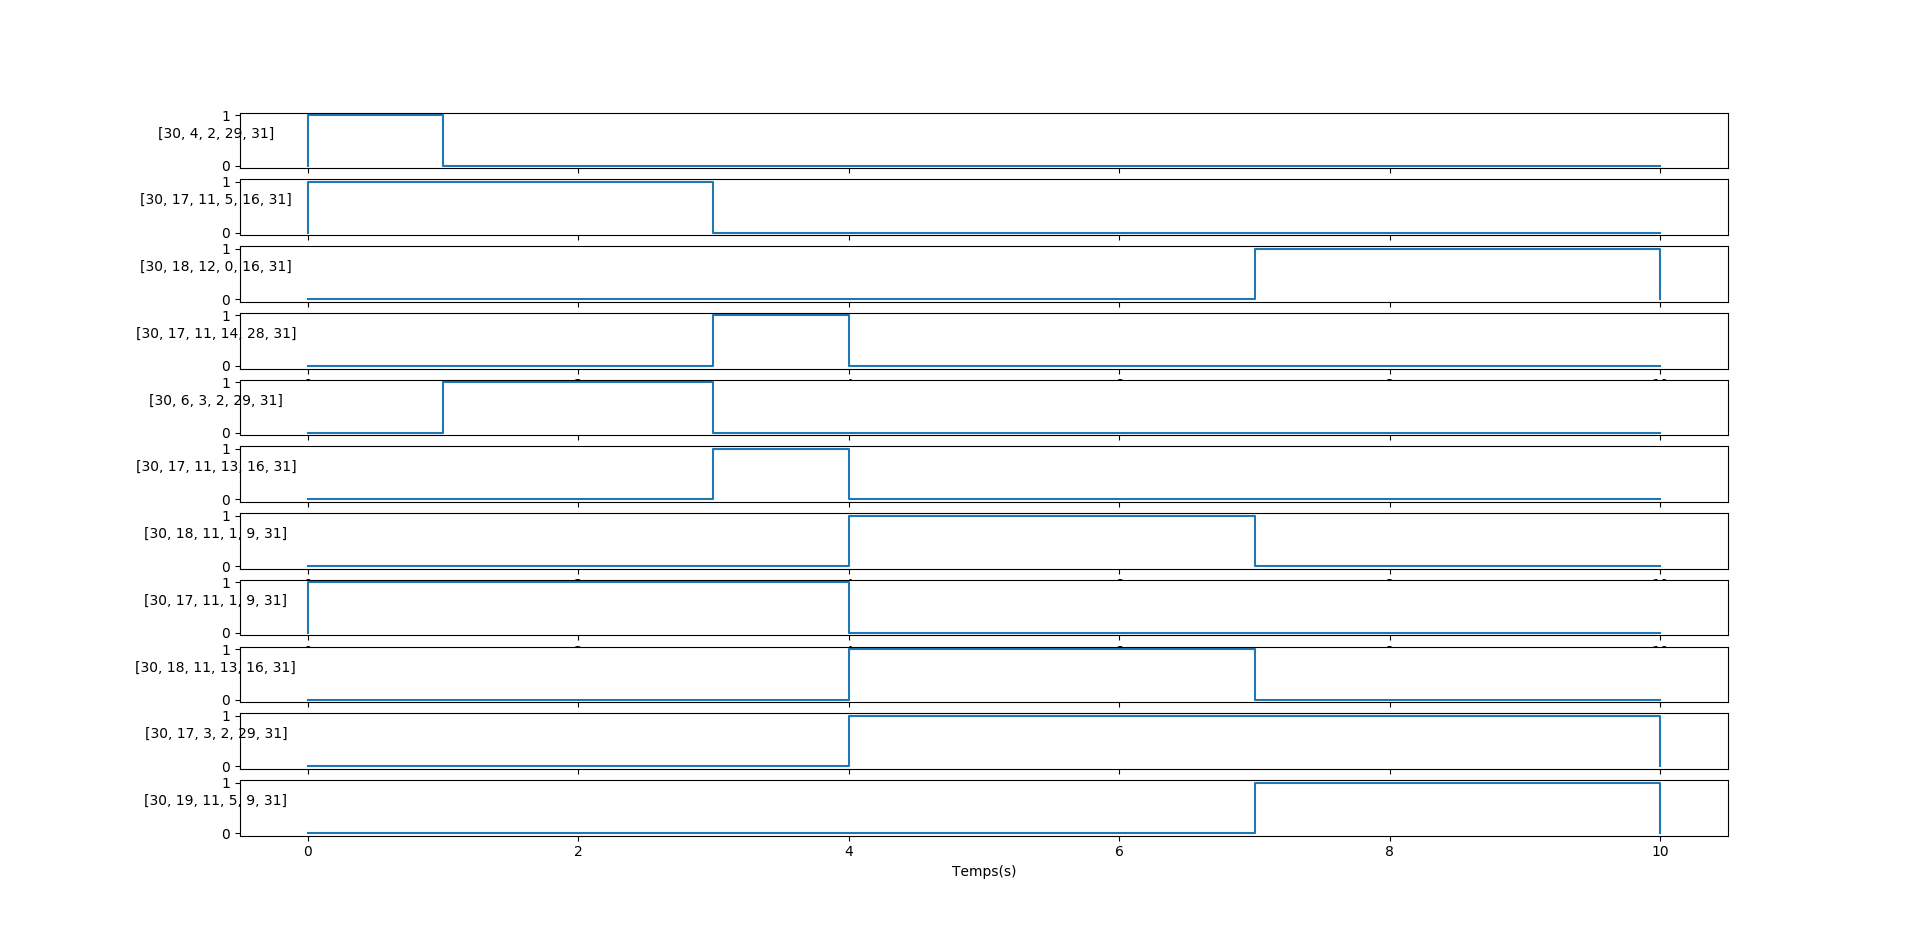 1
[30, 4, 2, 29, 31]
0
1
[30, 17, 11, 5, 16, 31]
0
1
[30, 18, 12, 0, 16, 31]
0
1
[30, 17, 11, 14, 28, 31]
0
1
[30, 6, 3, 2, 29, 31]
0
1
[30, 17, 11, 13, 16, 31]
0
1
[30, 18, 11, 1, 9, 31]
0
1
[30, 17, 11, 1, 9, 31]
0
1
[30, 18, 11, 13, 16, 31]
0
1
[30, 17, 3, 2, 29, 31]
0
1
[30, 19, 11, 5, 9, 31]
0
0 2 4 6 8 10
Temps(s)